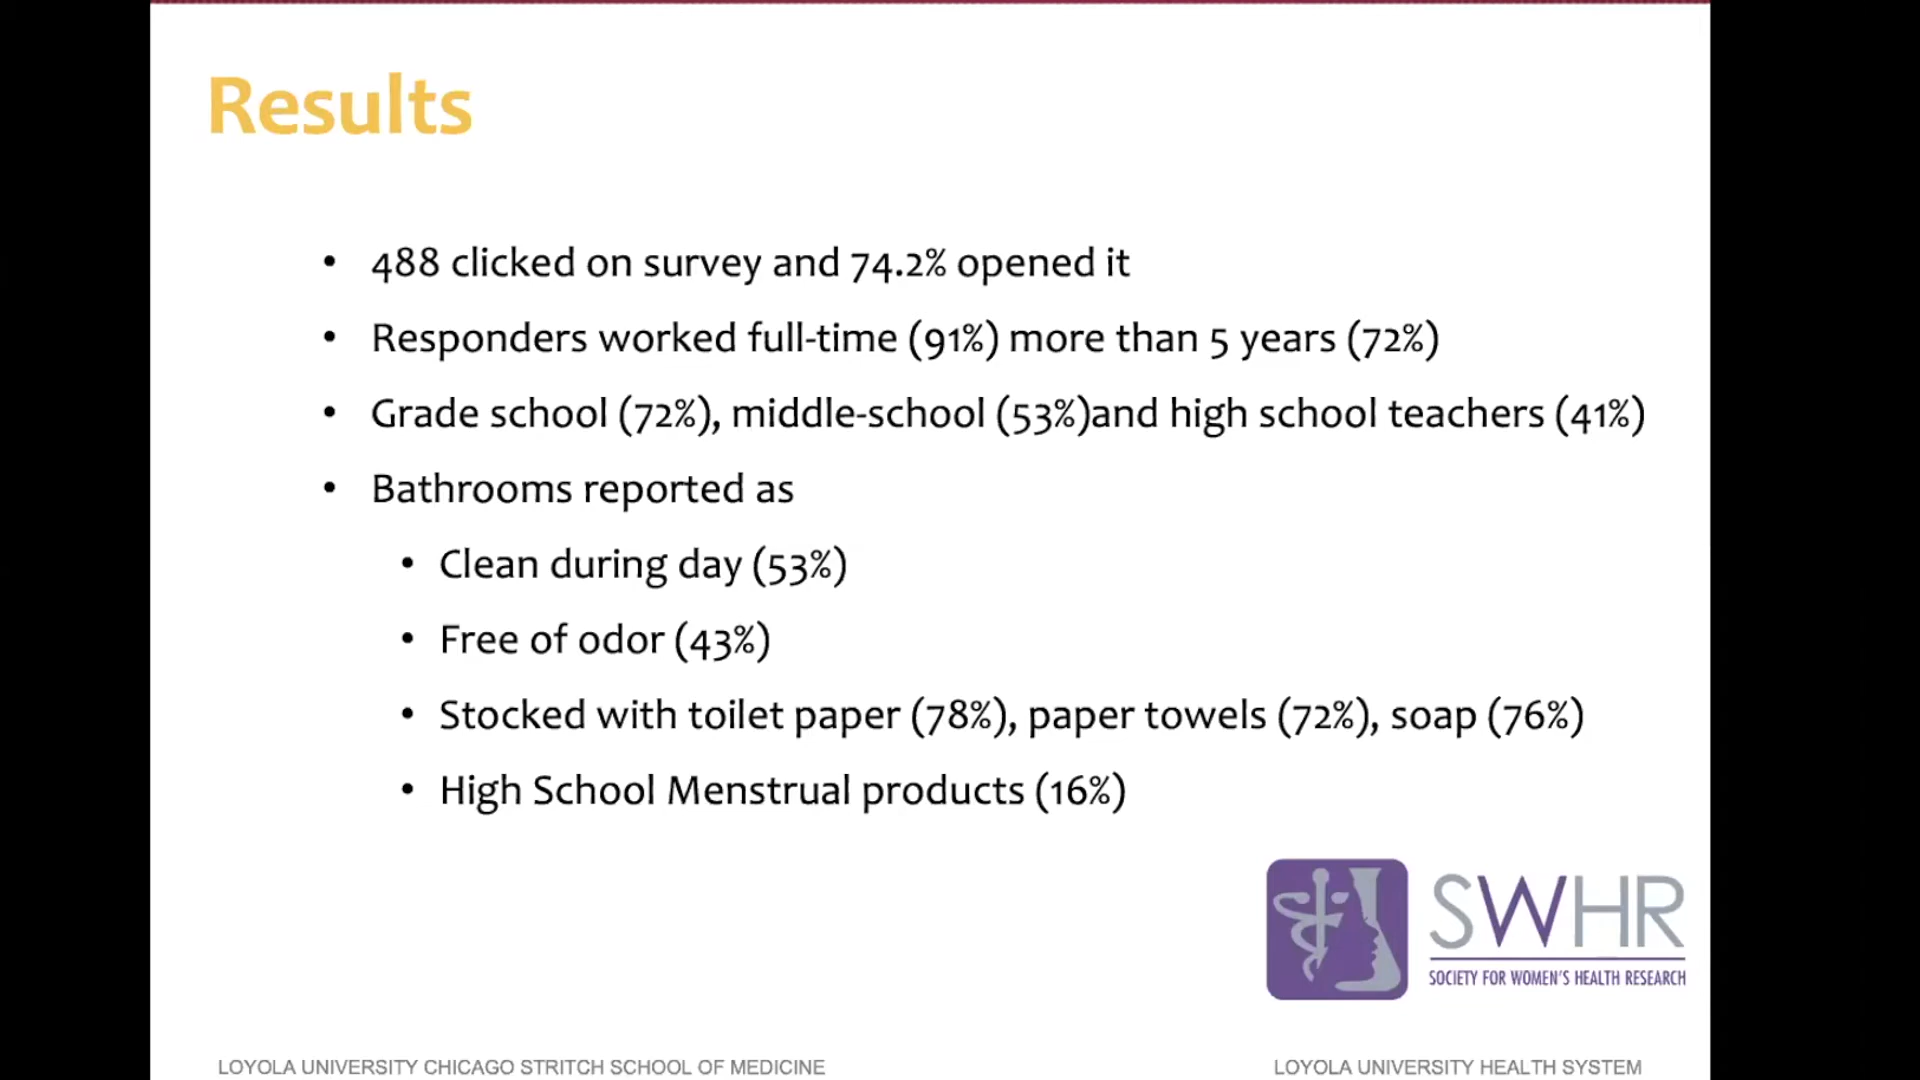 Results
• 488 clicked on survey and 74.2% opened it
• Responders worked full-time (91%) more than 5 years (72%)
• Grade school (72%), middle-school (53%)and high school teachers (41%)
• Bathrooms reported as
• Clean during day (53%)
• Free of odor (43%)
• Stocked with toilet paper (78%), paper towels (72%), soap (76%)
• High School Menstrual products (16%)
SWHR
SOCIETY FOR WOMEN'S HEALTH RESEARCH
LOYOLA UNIVERSITY CHICAGO STRITCH SCHOOL OF MEDICINE
LOYOLA UNIVERSITY HEALTH SYSTEM